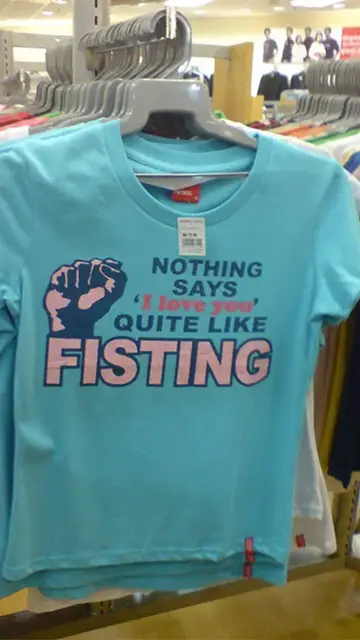 NOTHING
SAYS
'I love you'
QUITE LIKE
FISTING